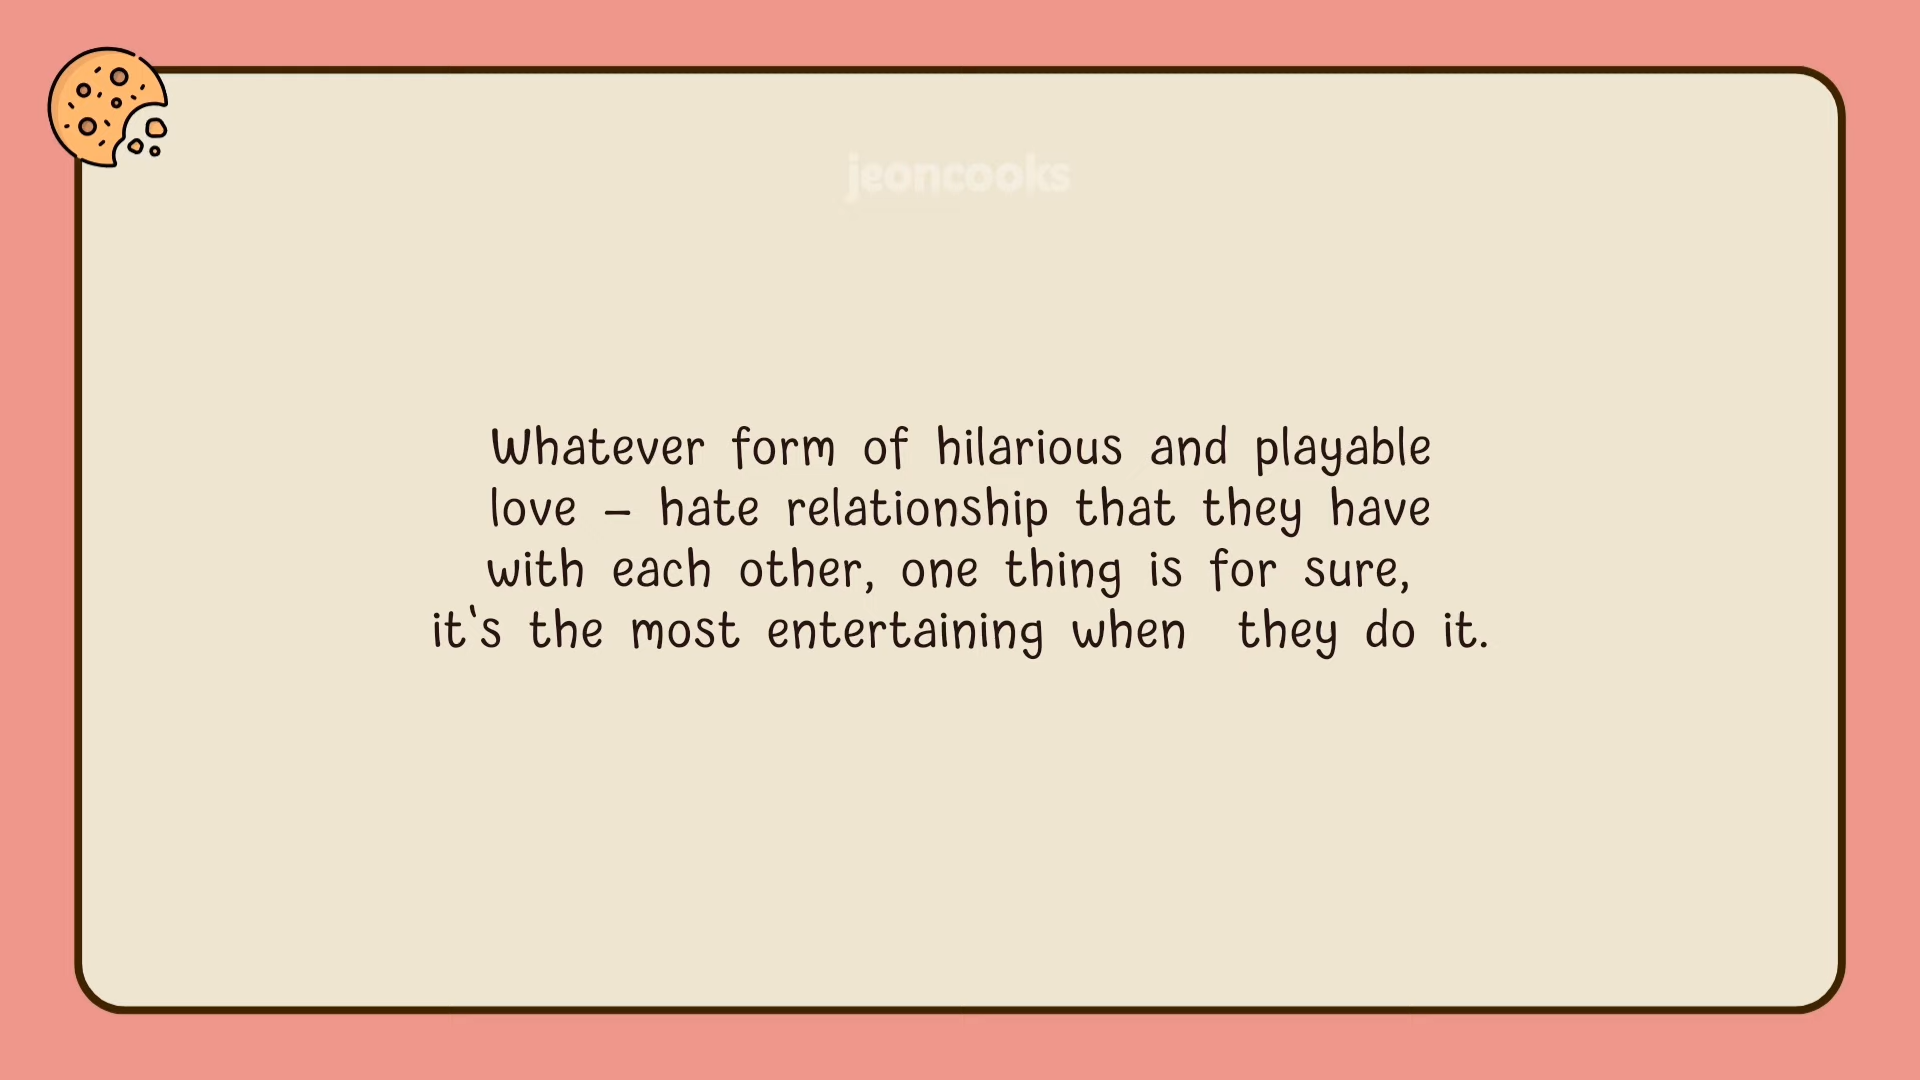 jeoncooks
Whatever form of hilarious and playable
love – hate relationship that they have
with each other, one thing is for sure,
it's the most entertaining when they do it.